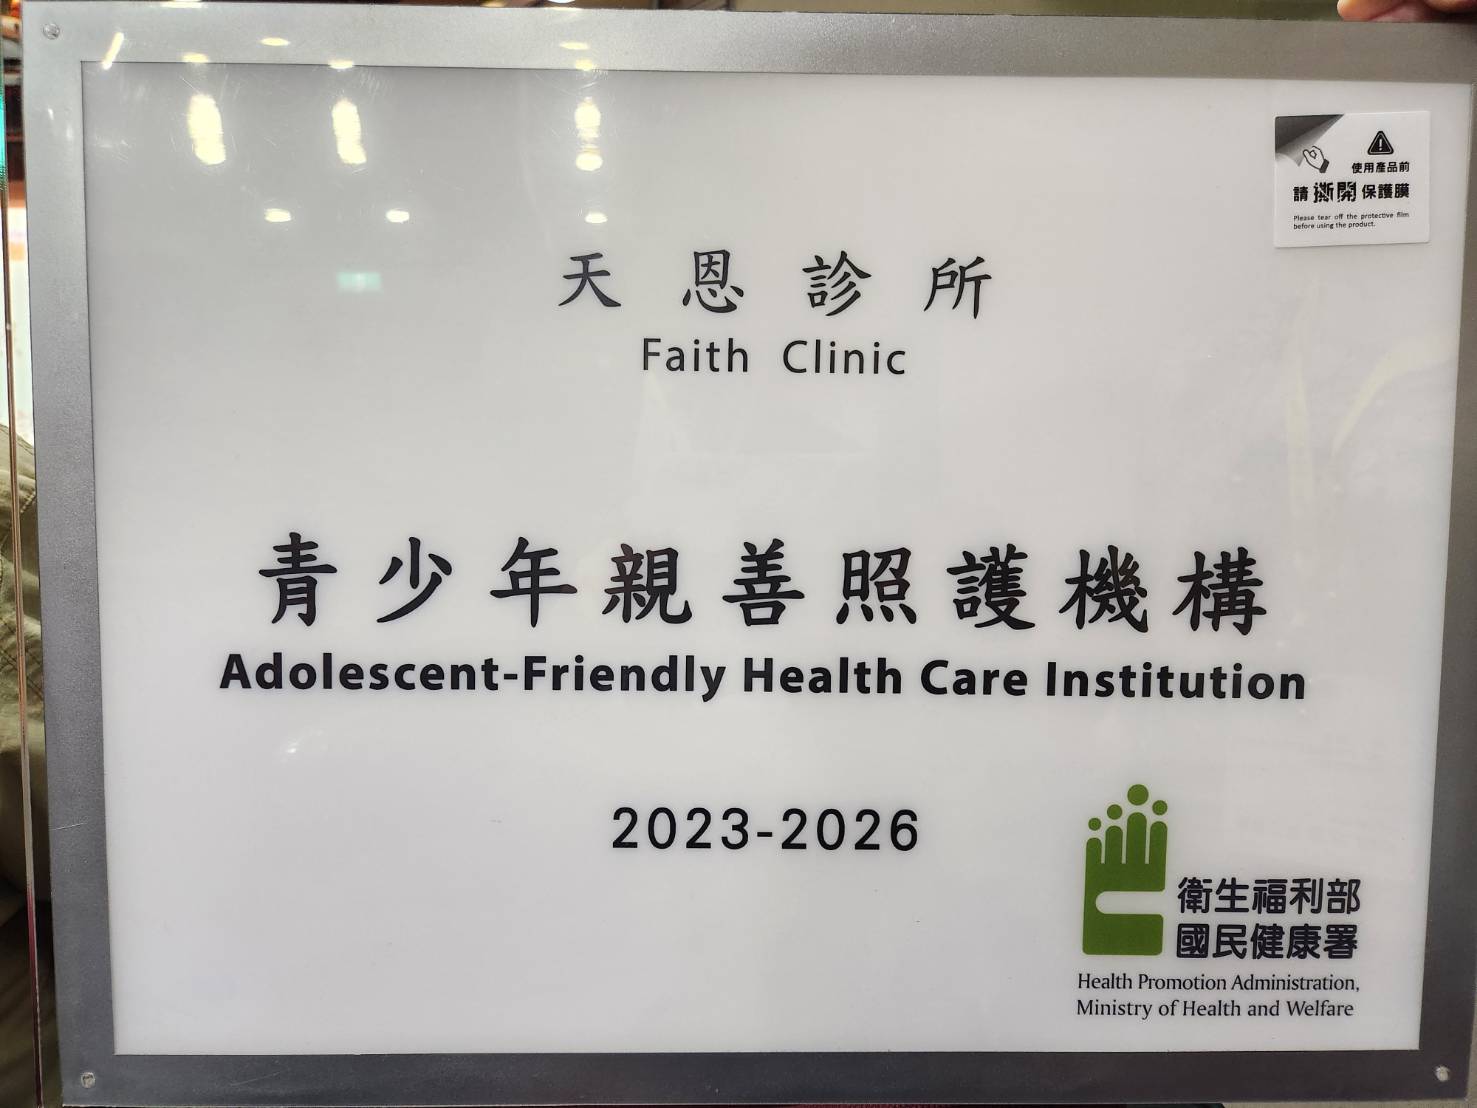 使用產品前
請撕開保護膜
Please tear off the protective film
before using the product.
天恩診所
Faith Clinic
青少年親善照護機構
Adolescent-Friendly Health Care Institution
2023-2026
衛生福利部
國民健康署
Health Promotion Administration,
Ministry of Health and Welfare